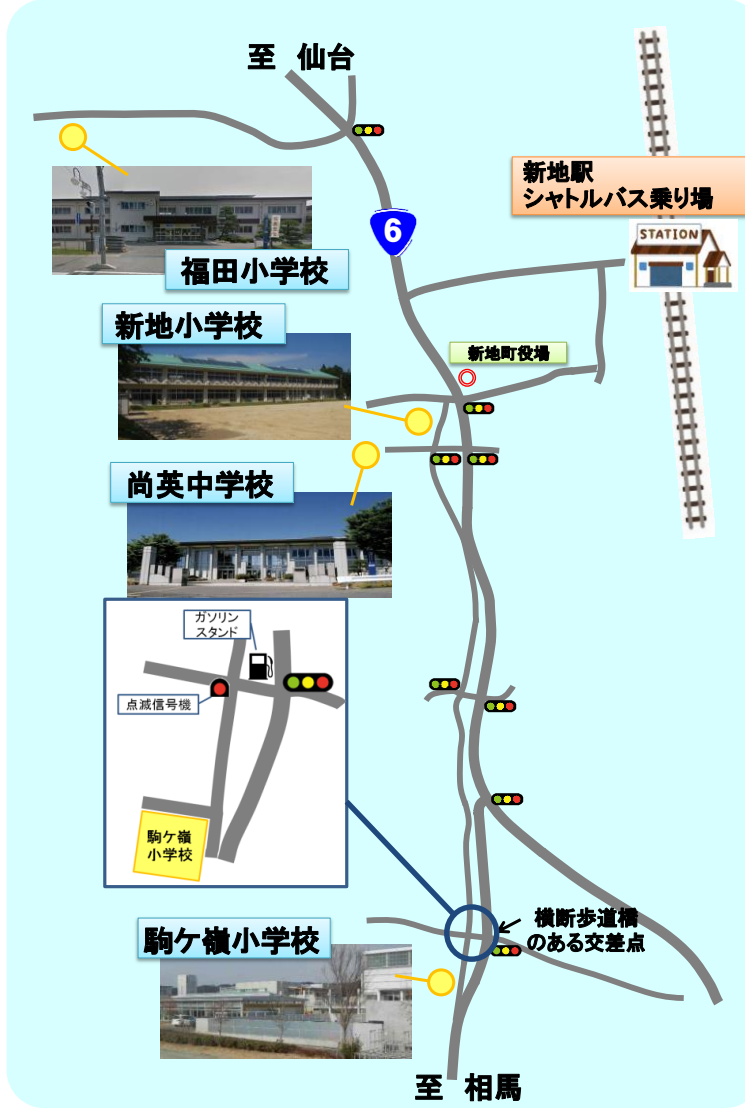 至 仙台
6
新地駅
シャトルバス乗り場
STATION
福田小学校
新地小学校
新地町役場
尚英中学校
ガソリン
スタンド
点滅信号機
駒ケ嶺
小学校
駒ケ嶺小学校
横断歩道橋
のある交差点
至 相馬